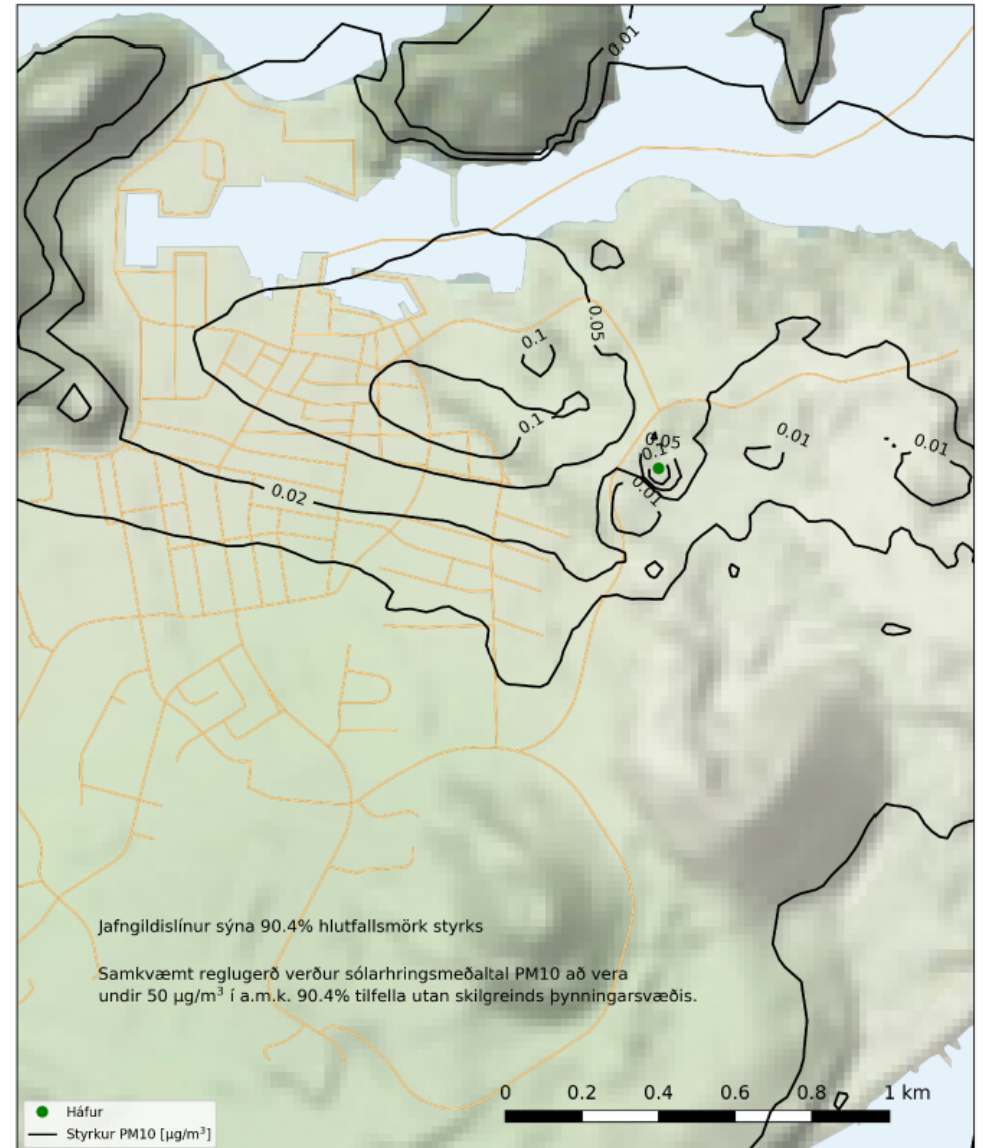 0.01
0.05
0.1
0.1
0.05
0.1
0.01
0.01
0.01
0.02
Jafngildislínur sýna 90.4% hlutfallsmörk styrks
Samkvæmt reglugerð verður sólarhringsmeðaltal PM10 að vera
undir 50 µg/m³ í a.m.k. 90.4% tilfella utan skilgreinds þynningarsvæðis.
0 0.2 0.4 0.6 0.8 1 km
Háfur
Styrkur PM10 [µg/m³]